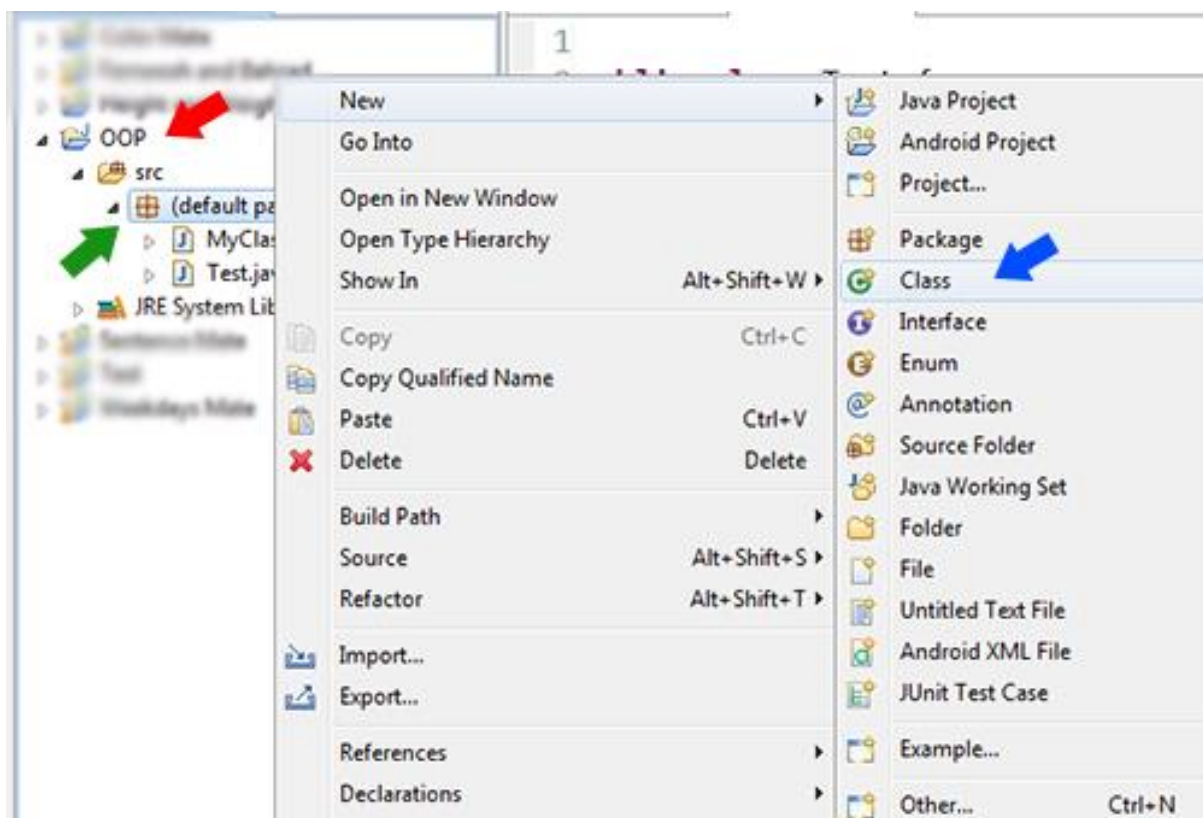 1
OOP
src
(default pa
MyClas
Test.jav
JRE System Lib
New
Go Into
Open in New Window
Open Type Hierarchy
Show In Alt+Shift+W
Copy Ctrl+C
Copy Qualified Name
Paste Ctrl+V
Delete Delete
Build Path
Source Alt+Shift+S
Refactor Alt+Shift+T
Import...
Export...
References
Declarations
Java Project
Android Project
Project...
Package
Class
Interface
Enum
Annotation
Source Folder
Java Working Set
Folder
File
Untitled Text File
Android XML File
JUnit Test Case
Example...
Other... Ctrl+N